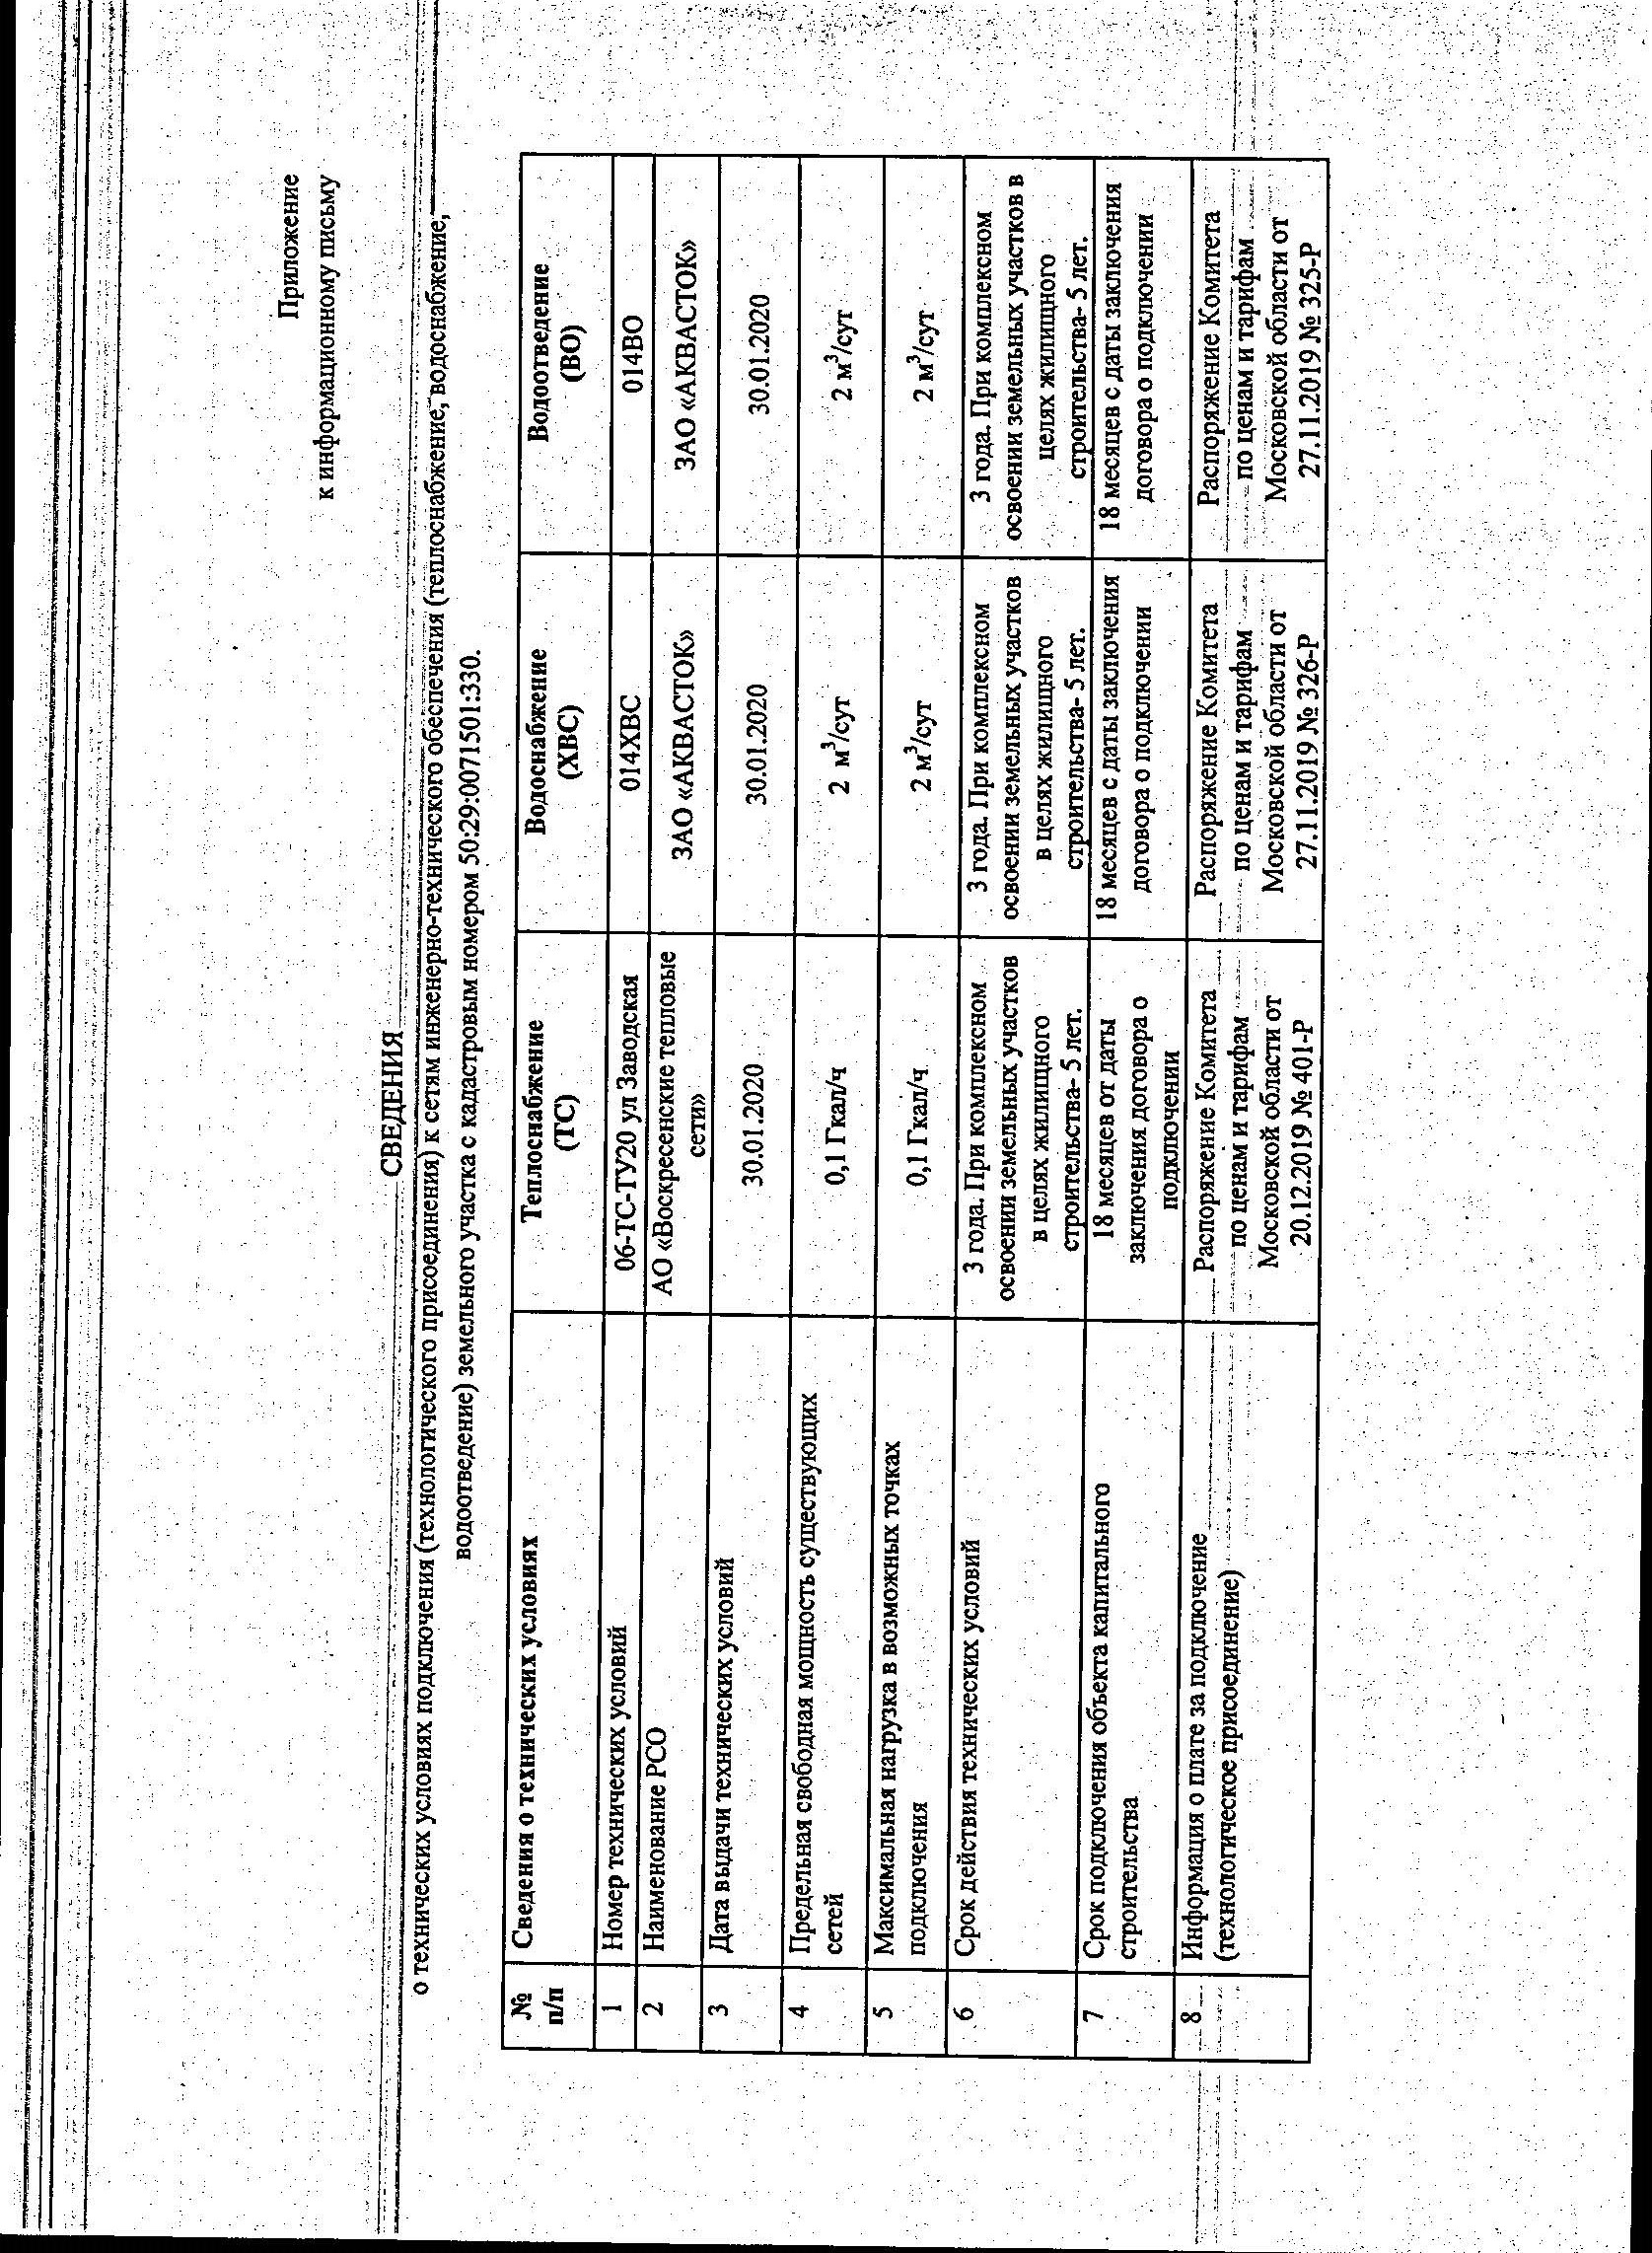 Приложение
к информационному письму
СВЕДЕНИЯ
о технических условиях подключения (технологического присоединения) к сетям инженерно-технического обеспечения (теплоснабжение, водоснабжение,
водоотведение) земельного участка с кадастровым номером 50:29:0071501:330.
№
п/п
Сведения о технических условиях
Теплоснабжение
(ТС)
Водоснабжение
(ХВС)
Водоотведение
(ВО)
1
Номер технических условий
06-ТС-ТУ20 ул Заводская
014ХВС
014ВО
2
Наименование РСО
АО «Воскресенские тепловые
сети»
ЗАО «АКВАСТОК»
ЗАО «АКВАСТОК»
3
Дата выдачи технических условий
30.01.2020
30.01.2020
30.01.2020
4
Предельная свободная мощность существующих
сетей
0,1 Гкал/ч
2 м³/сут
2 м³/сут
5
Максимальная нагрузка в возможных точках
подключения
0,1 Гкал/ч
2 м³/сут
2 м³/сут
6
Срок действия технических условий
3 года. При комплексном
освоении земельных участков
в целях жилищного
строительства- 5 лет.
3 года. При комплексном
освоении земельных участков
в целях жилищного
строительства- 5 лет.
3 года. При комплексном
освоении земельных участков в
целях жилищного
строительства- 5 лет.
7
Срок подключения объекта капитального
строительства
18 месяцев от даты
заключения договора о
подключении
18 месяцев с даты заключения
договора о подключении
18 месяцев с даты заключения
договора о подключении
8
Информация о плате за подключение
(технологическое присоединение)
Распоряжение Комитета
по ценам и тарифам
Московской области от
20.12.2019 № 401-Р
Распоряжение Комитета
по ценам и тарифам
Московской области от
27.11.2019 № 326-Р
Распоряжение Комитета
по ценам и тарифам
Московской области от
27.11.2019 № 325-Р